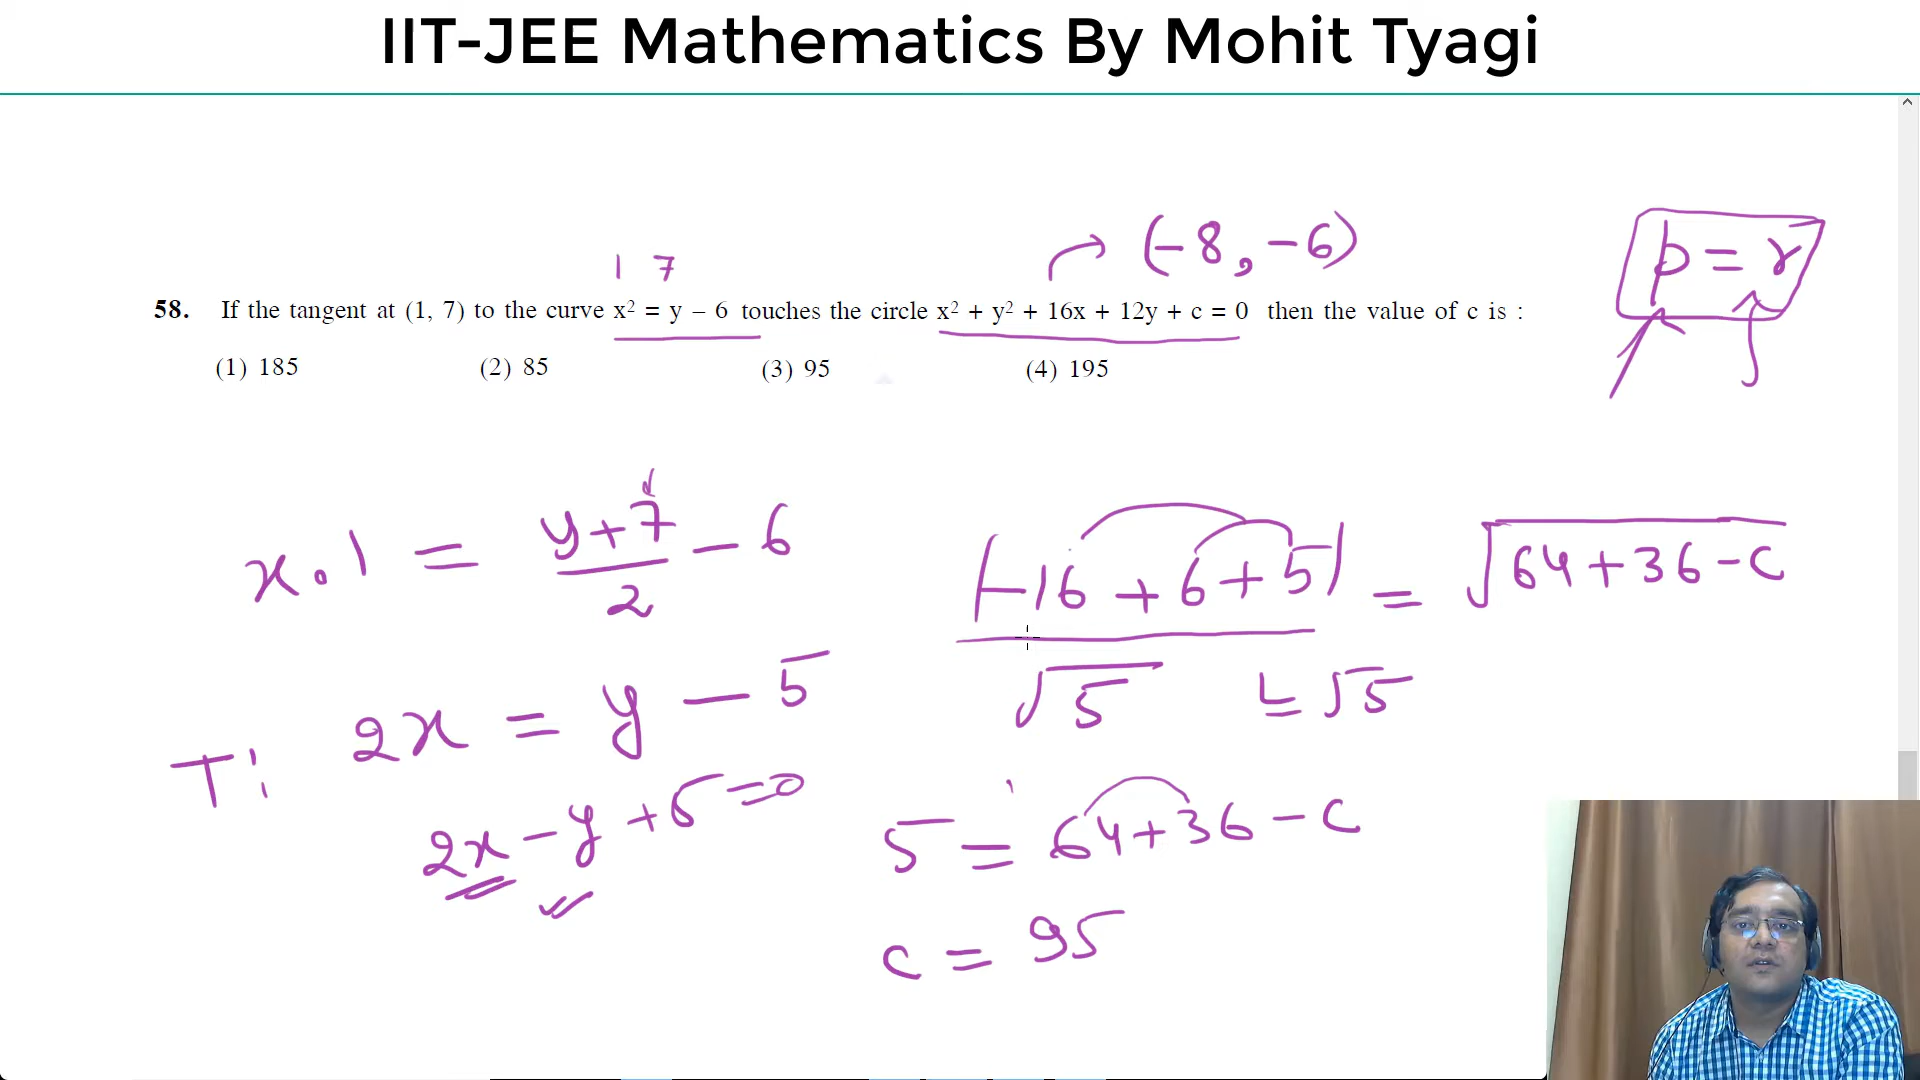 IIT-JEE Mathematics By Mohit Tyagi
(-8, -6)
p = r
1 7
58. If the tangent at (1, 7) to the curve x² = y – 6 touches the circle x² + y² + 16x + 12y + c = 0 then the value of c is :
(1) 185 (2) 85 (3) 95 (4) 195
x.1 = (y+7)/2 - 6
|-16 + 6 + 5|/√5 = √(64+36-c)
= √5
2x = y - 5
T:
2x - y + 5 = 0
5 = 64+36-c
c = 95